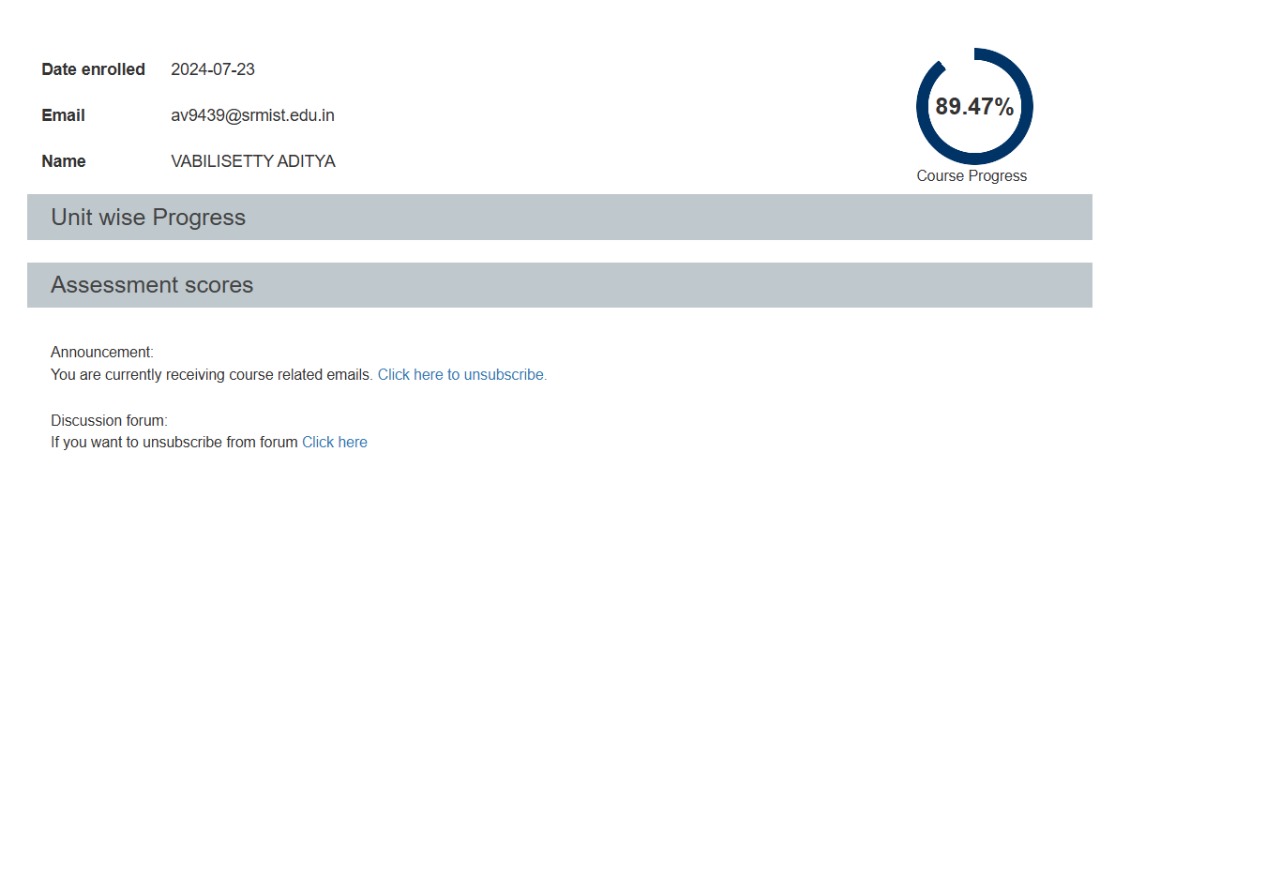 Date enrolled 2024-07-23
Email av9439@srmist.edu.in
Name VABILISETTY ADITYA
89.47%
Course Progress
Unit wise Progress
Assessment scores
Announcement:
You are currently receiving course related emails. Click here to unsubscribe.
Discussion forum:
If you want to unsubscribe from forum Click here